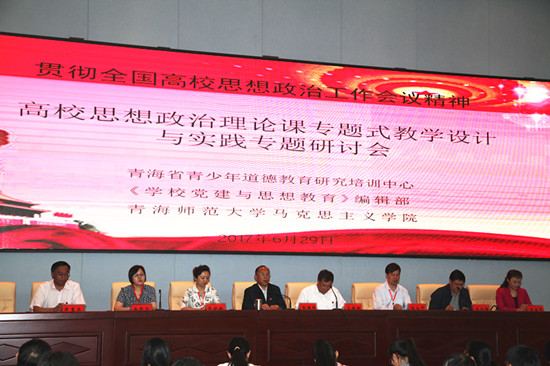 贯彻全国高校思想政治工作会议精神
高校思想政治理论课专题式教学设计
与实践专题研讨会
青海省青少年道德教育研究培训中心
《学校党建与思想教育》编辑部
青海师范大学马克思主义学院
2017年6月29日